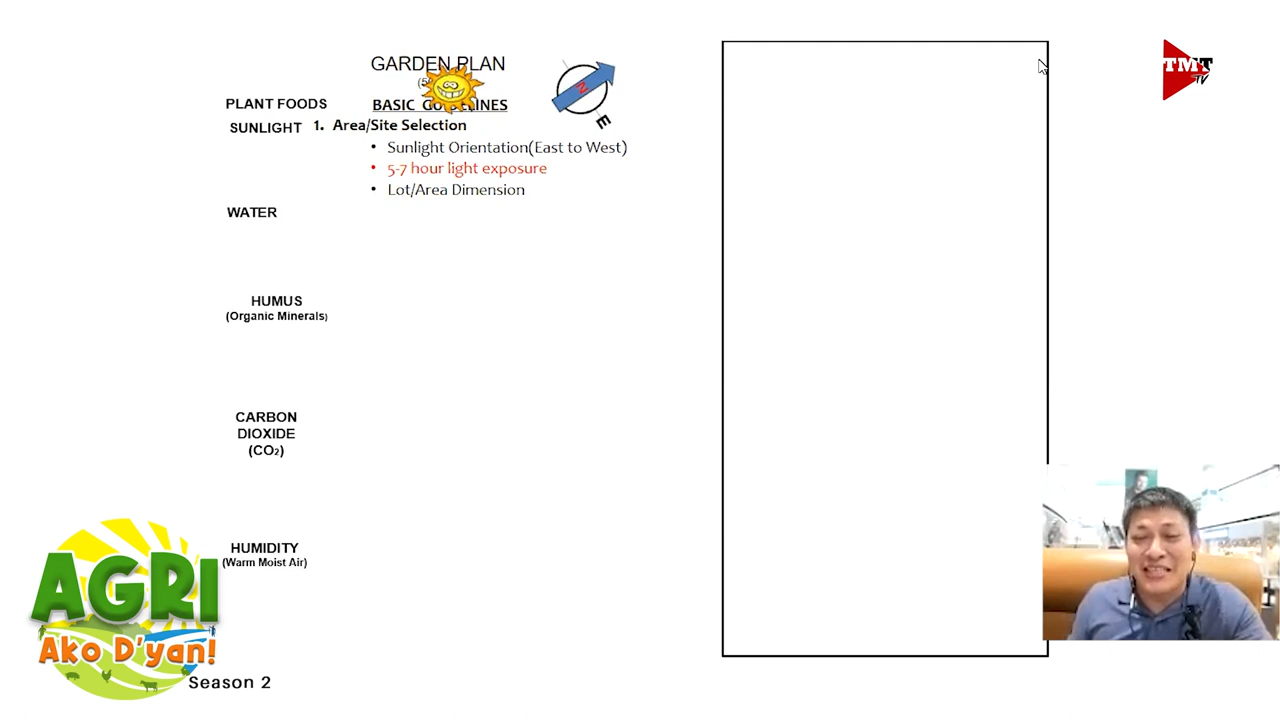 GARDEN PLAN
PLANT FOODS
BASIC GUIDELINES
SUNLIGHT
1. Area/Site Selection
• Sunlight Orientation(East to West)
• 5-7 hour light exposure
• Lot/Area Dimension
WATER
HUMUS
(Organic Minerals)
CARBON
DIOXIDE
(CO₂)
HUMIDITY
(Warm Moist Air)
N
E
TMT
TV
AGRI
Ako D'yan!
Season 2